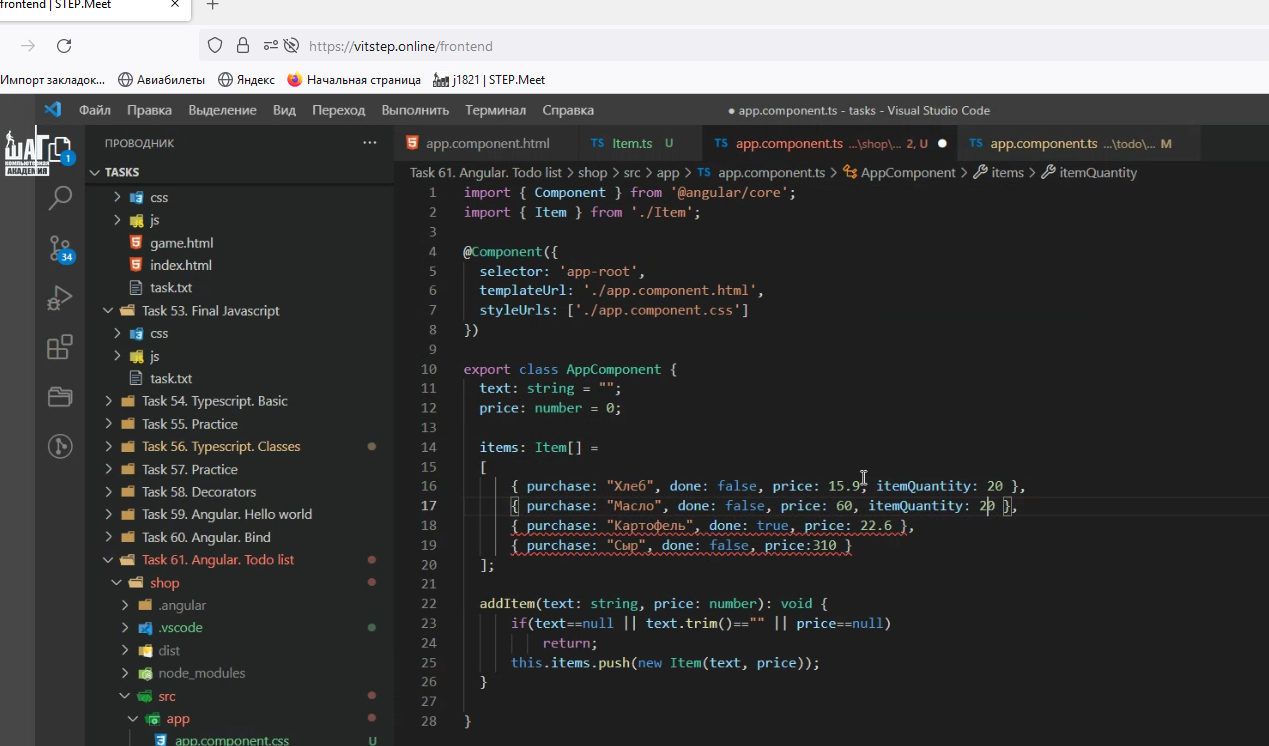 frontend | STEP.Meet
https://vitstep.online/frontend
Импорт закладок...
Авиабилеты
Яндекс
Начальная страница
j1821 | STEP.Meet
Файл Правка Выделение Вид Переход Выполнить Терминал Справка
● app.component.ts - tasks - Visual Studio Code
ШАГ
КОМПЬЮТЕРНАЯ
АКАДЕМИЯ
1
34
ПРОВОДНИК
TASKS
css
js
game.html
index.html
task.txt
Task 53. Final Javascript
css
js
task.txt
Task 54. Typescript. Basic
Task 55. Practice
Task 56. Typescript. Classes
Task 57. Practice
Task 58. Decorators
Task 59. Angular. Hello world
Task 60. Angular. Bind
Task 61. Angular. Todo list
shop
.angular
.vscode
dist
node_modules
src
app
app.component.css U
app.component.html
TS Item.ts U
TS app.component.ts ...\shop\... 2, U
TS app.component.ts ...\todo\... M
Task 61. Angular. Todo list > shop > src > app > TS app.component.ts > AppComponent > items > itemQuantity
1 import { Component } from '@angular/core';
2 import { Item } from './Item';
3
4 @Component({
5 selector: 'app-root',
6 templateUrl: './app.component.html',
7 styleUrls: ['./app.component.css']
8 })
9
10 export class AppComponent {
11 text: string = "";
12 price: number = 0;
13
14 items: Item[] =
15 [
16 { purchase: "Хлеб", done: false, price: 15.9, itemQuantity: 20 },
17 { purchase: "Масло", done: false, price: 60, itemQuantity: 20 },
18 { purchase: "Картофель", done: true, price: 22.6 },
19 { purchase: "Сыр", done: false, price:310 }
20 ];
21
22 addItem(text: string, price: number): void {
23 if(text==null || text.trim()=="" || price==null)
24 return;
25 this.items.push(new Item(text, price));
26 }
27
28 }